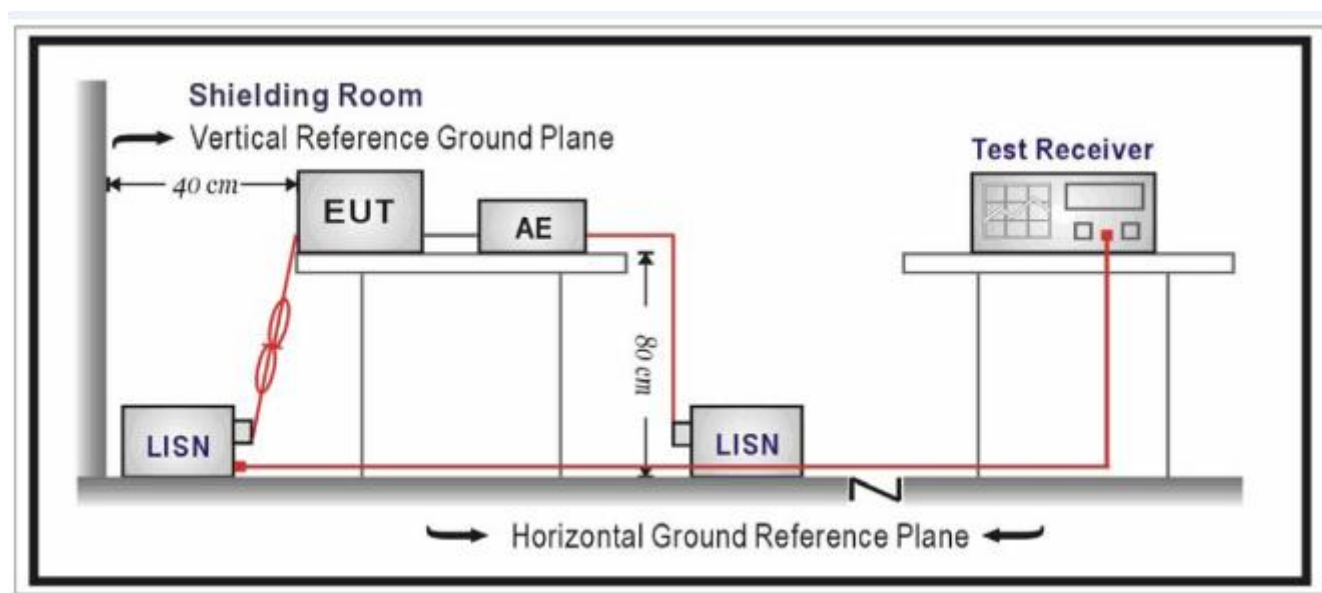 Shielding Room
Vertical Reference Ground Plane
Test Receiver
40 cm
EUT
AE
80 cm
LISN
LISN
Horizontal Ground Reference Plane